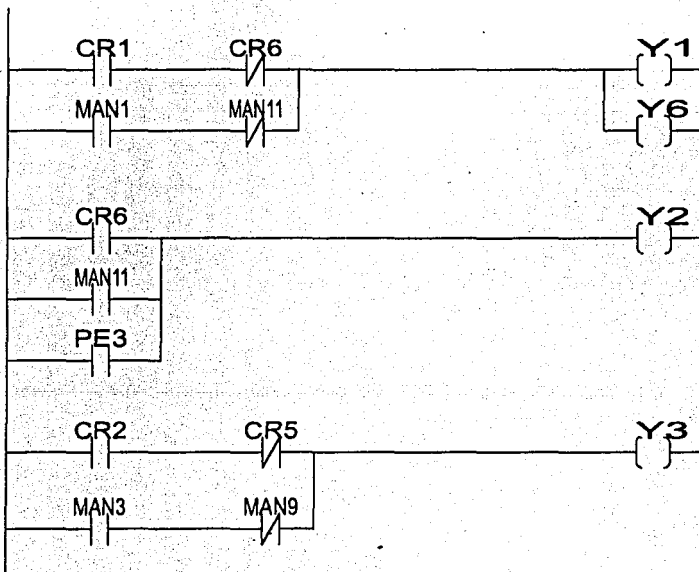 CR1 CR6 Y1
MAN1 MAN11 Y6
CR6 Y2
MAN11
PE3
CR2 CR5 Y3
MAN3 MAN9